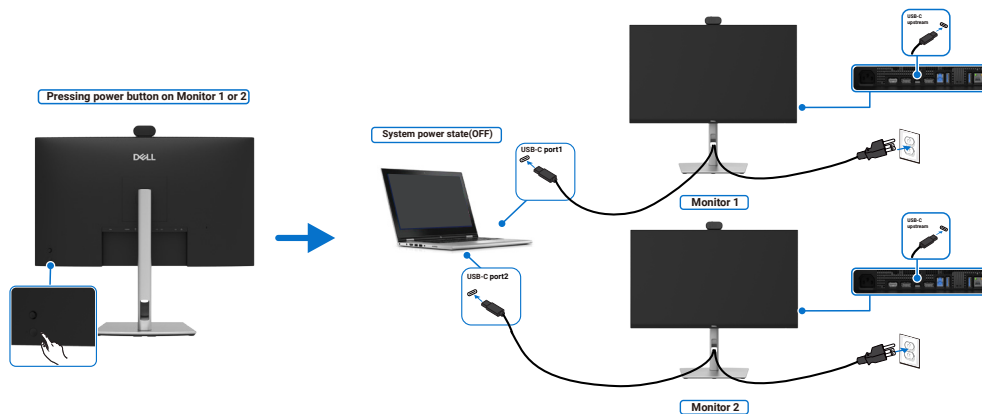 Pressing power button on Monitor 1 or 2
DELL
System power state(OFF)
USB-C port1
USB-C
upstream
Monitor 1
USB-C port2
USB-C
upstream
Monitor 2